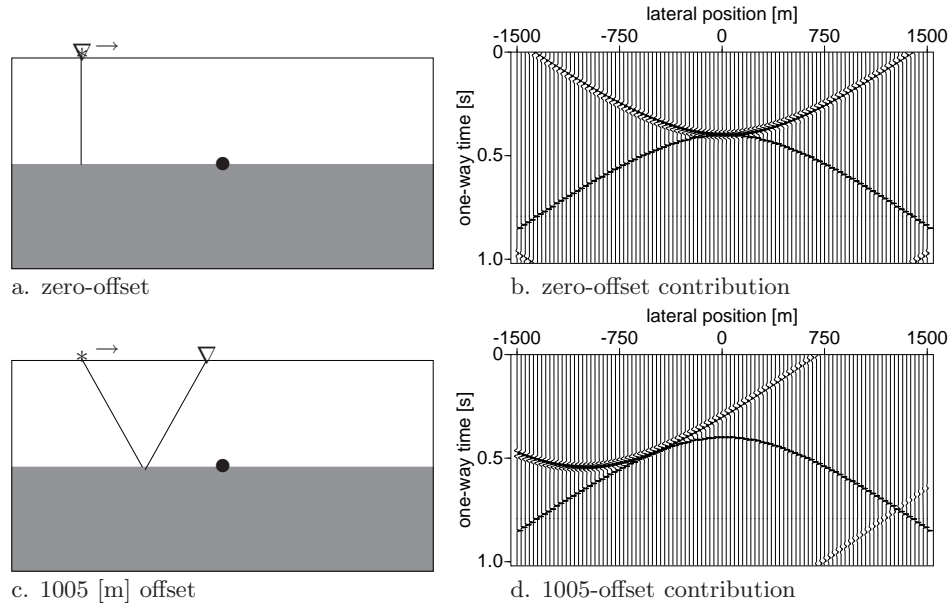 lateral position [m]
-1500 -750 0 750 1500
0
0.5
1.0
one-way time [s]
a. zero-offset
b. zero-offset contribution
lateral position [m]
-1500 -750 0 750 1500
0
0.5
1.0
one-way time [s]
c. 1005 [m] offset
d. 1005-offset contribution